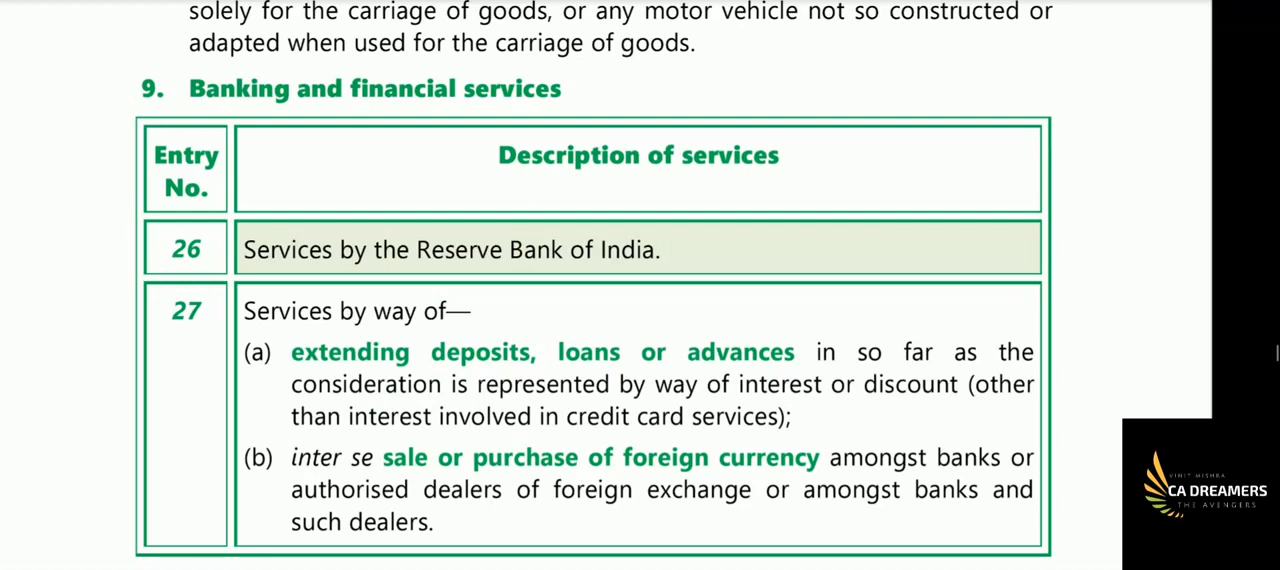 solely for the carriage of goods, or any motor vehicle not so constructed or
adapted when used for the carriage of goods.
9. Banking and financial services
Entry No.
Description of services
26
Services by the Reserve Bank of India.
27
Services by way of—
(a) extending deposits, loans or advances in so far as the
consideration is represented by way of interest or discount (other
than interest involved in credit card services);
(b) inter se sale or purchase of foreign currency amongst banks or
authorised dealers of foreign exchange or amongst banks and
such dealers.
VINIT MISHRA
CA DREAMERS
THE AVENGERS